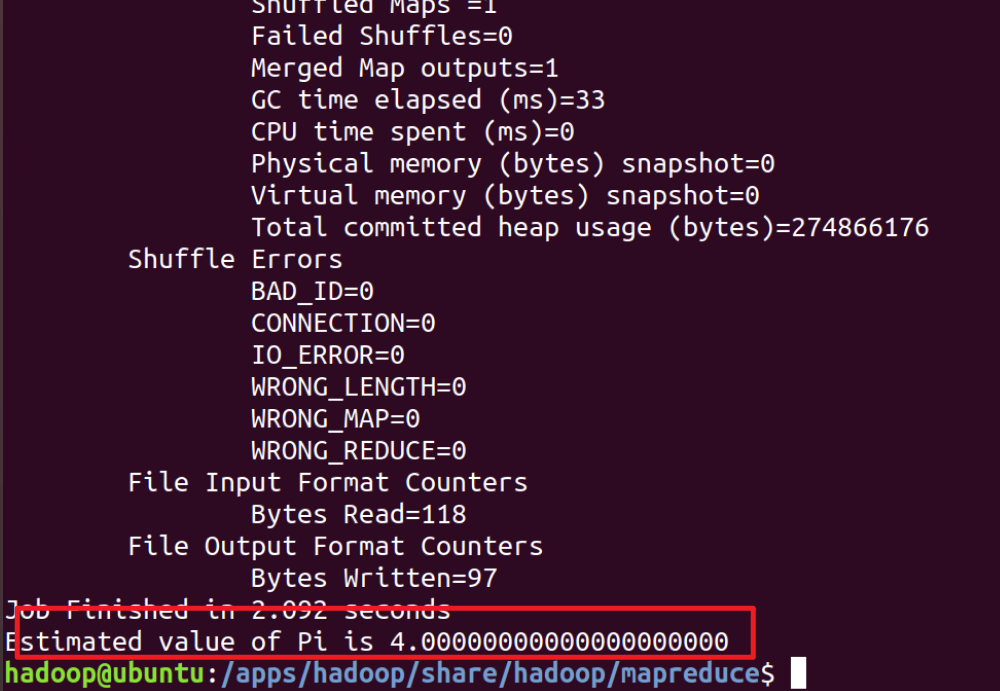 Shuffled Maps =1
Failed Shuffles=0
Merged Map outputs=1
GC time elapsed (ms)=33
CPU time spent (ms)=0
Physical memory (bytes) snapshot=0
Virtual memory (bytes) snapshot=0
Total committed heap usage (bytes)=274866176
Shuffle Errors
BAD_ID=0
CONNECTION=0
IO_ERROR=0
WRONG_LENGTH=0
WRONG_MAP=0
WRONG_REDUCE=0
File Input Format Counters
Bytes Read=118
File Output Format Counters
Bytes Written=97
Job Finished in 2.092 seconds
Estimated value of Pi is 4.00000000000000000000
hadoop@ubuntu:/apps/hadoop/share/hadoop/mapreduce$